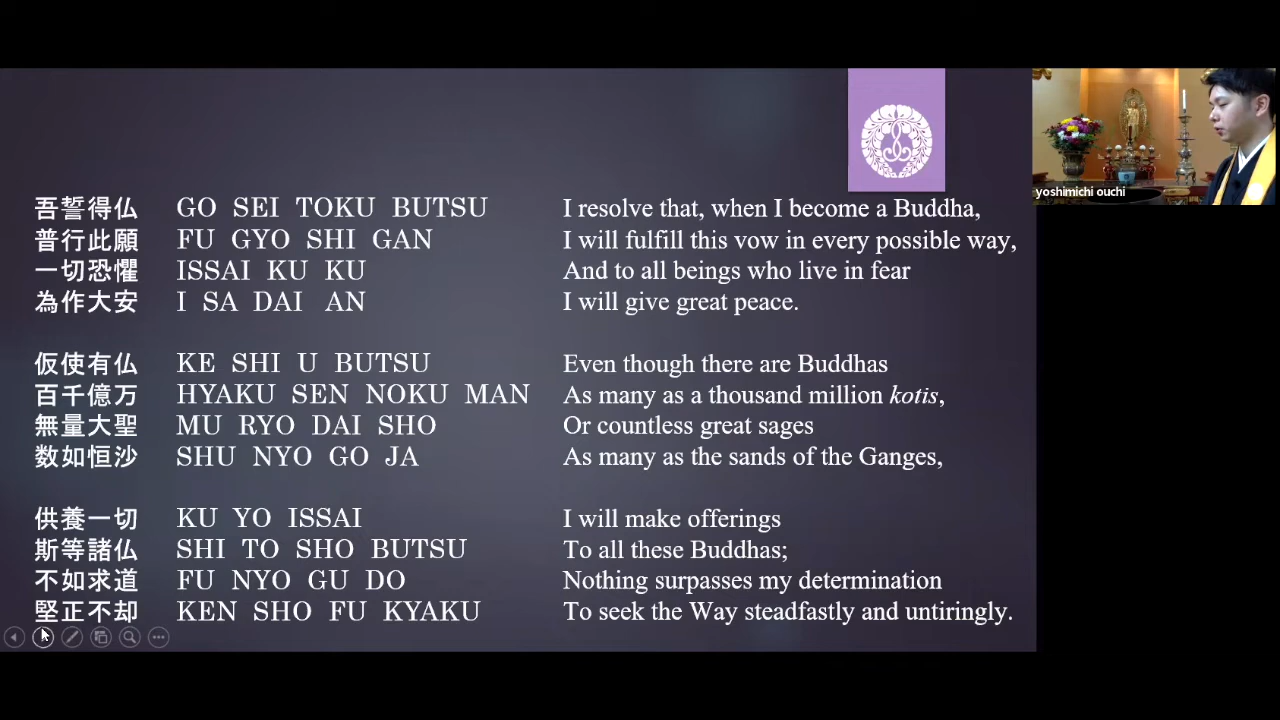 吾誓得仏 GO SEI TOKU BUTSU I resolve that, when I become a Buddha,
普行此願 FU GYO SHI GAN I will fulfill this vow in every possible way,
一切恐懼 ISSAI KU KU And to all beings who live in fear
為作大安 I SA DAI AN I will give great peace.
仮使有仏 KE SHI U BUTSU Even though there are Buddhas
百千億万 HYAKU SEN NOKU MAN As many as a thousand million kotis,
無量大聖 MU RYO DAI SHO Or countless great sages
数如恒沙 SHU NYO GO JA As many as the sands of the Ganges,
供養一切 KU YO ISSAI I will make offerings
斯等諸仏 SHI TO SHO BUTSU To all these Buddhas;
不如求道 FU NYO GU DO Nothing surpasses my determination
堅正不却 KEN SHO FU KYAKU To seek the Way steadfastly and untiringly.
yoshimichi ouchi